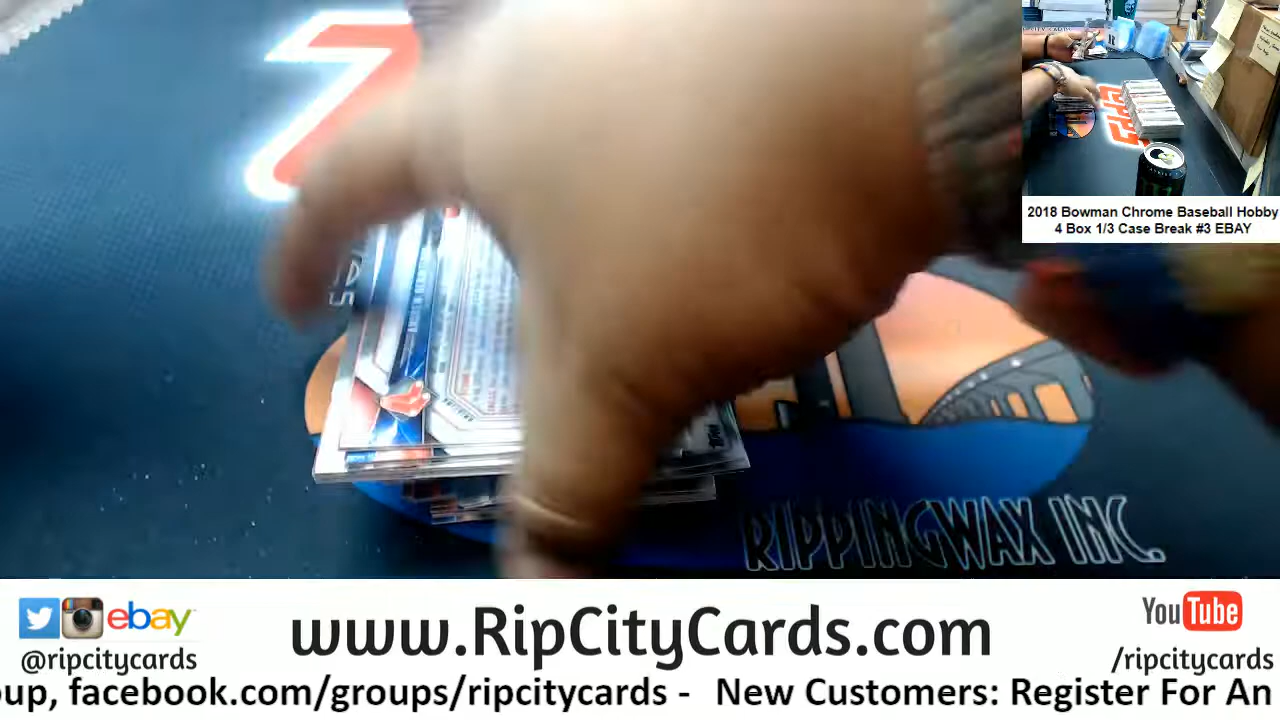 2018 Bowman Chrome Baseball Hobby
4 Box 1/3 Case Break #3 EBAY
RIPPINGWAX INC.
ebay
@ripcitycards
www.RipCityCards.com
YouTube
/ripcitycards
oup, facebook.com/groups/ripcitycards - New Customers: Register For An